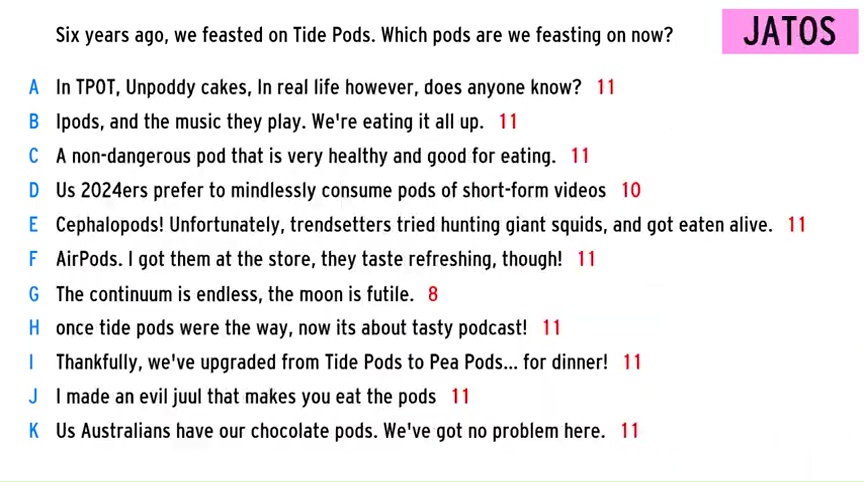 Six years ago, we feasted on Tide Pods. Which pods are we feasting on now?
JATOS
A In TPOT, Unpoddy cakes, In real life however, does anyone know? 11
B Ipods, and the music they play. We're eating it all up. 11
C A non-dangerous pod that is very healthy and good for eating. 11
D Us 2024ers prefer to mindlessly consume pods of short-form videos 10
E Cephalopods! Unfortunately, trendsetters tried hunting giant squids, and got eaten alive. 11
F AirPods. I got them at the store, they taste refreshing, though! 11
G The continuum is endless, the moon is futile. 8
H once tide pods were the way, now its about tasty podcast! 11
I Thankfully, we've upgraded from Tide Pods to Pea Pods... for dinner! 11
J I made an evil juul that makes you eat the pods 11
K Us Australians have our chocolate pods. We've got no problem here. 11